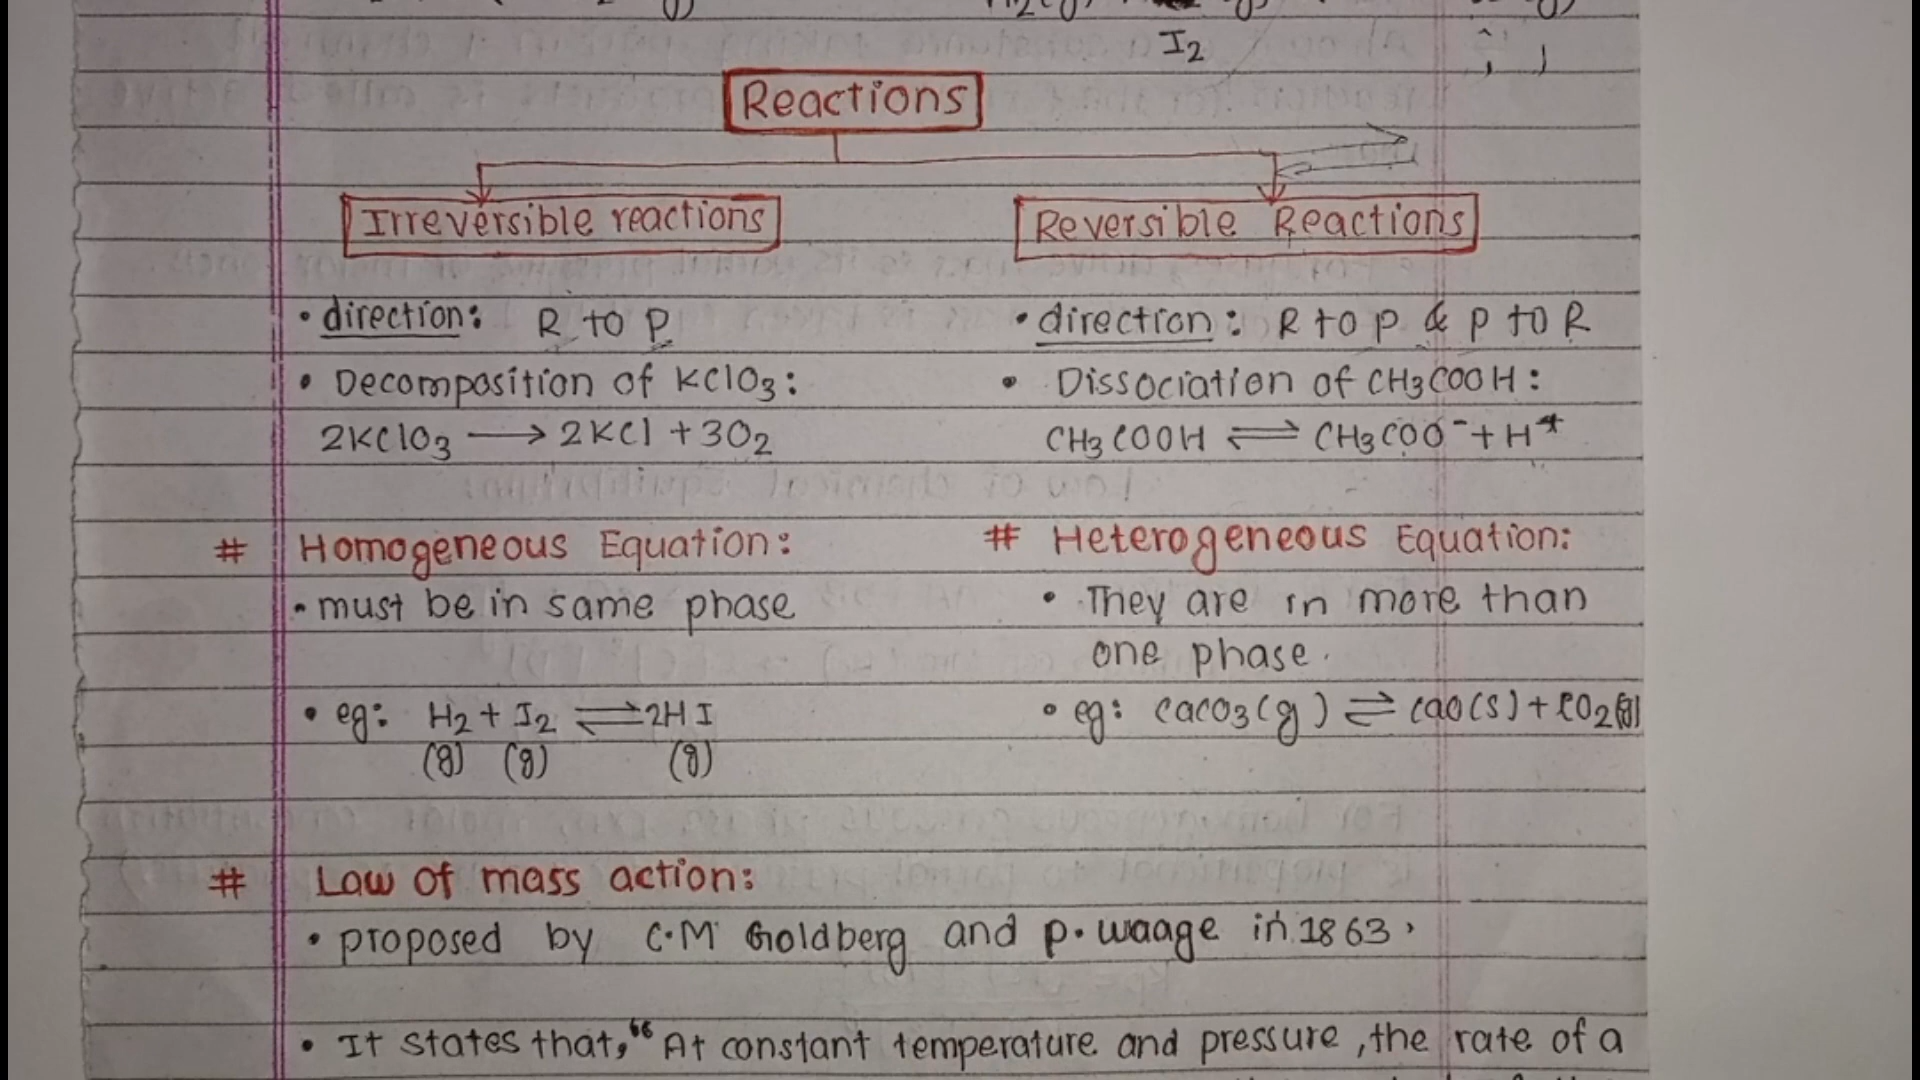 I2
Reactions
Irreversible reactions
Reversible Reactions
• direction: R to P
• direction: R to P & P to R
• Decomposition of KClO3:
• Dissociation of CH3COOH:
2KClO3 ⟶ 2KCl + 3O2
CH3COOH ⇌ CH3COO⁻ + H⁺
# Homogeneous Equation:
# Heterogeneous Equation:
• must be in same phase
• They are in more than
one phase.
• eg: H2 + I2 ⇌ 2HI
(g) (g) (g)
• eg: CaCO3(g) ⇌ CaO(s) + CO2(g)
# Law of mass action:
• proposed by C.M Goldberg and P. Waage in 1863.
• It states that, “At constant temperature and pressure, the rate of a